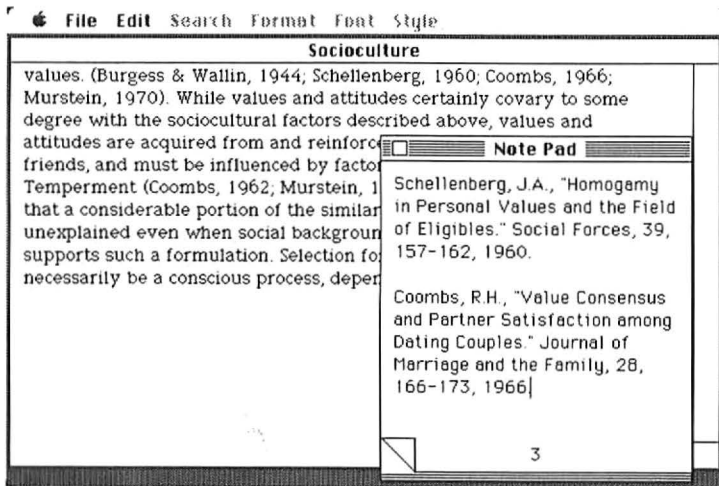 File Edit Search Format Font Style
Socioculture
values. (Burgess & Wallin, 1944; Schellenberg, 1960; Coombs, 1966;
Murstein, 1970). While values and attitudes certainly covary to some
degree with the sociocultural factors described above, values and
attitudes are acquired from and reinforc
friends, and must be influenced by facto
Temperment (Coombs, 1962; Murstein, 1
that a considerable portion of the similar
unexplained even when social backgroun
supports such a formulation. Selection fo
necessarily be a conscious process, deper
Note Pad
Schellenberg, J.A., "Homogamy
in Personal Values and the Field
of Eligibles." Social Forces, 39,
157-162, 1960.
Coombs, R.H., "Value Consensus
and Partner Satisfaction among
Dating Couples." Journal of
Marriage and the Family, 28,
166-173, 1966
3